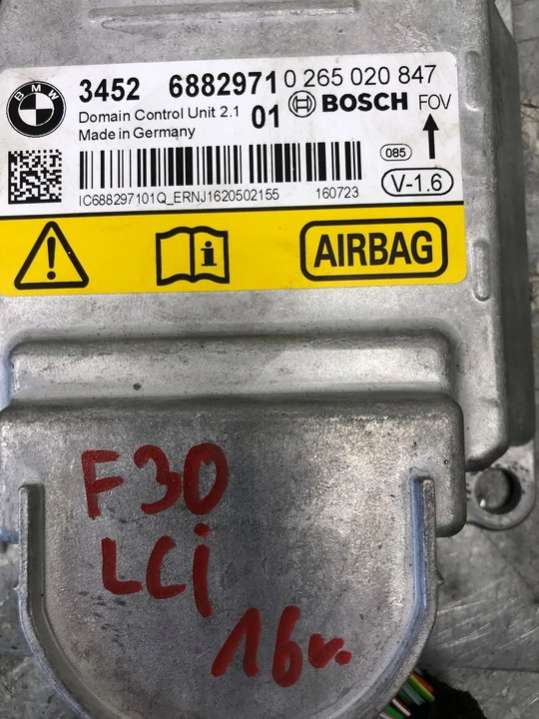 BMW
3452 6882971 0 265 020 847
Domain Control Unit 2.1 01 BOSCH FOV
Made in Germany
085
V-1.6
IC688297101Q_ERNJ1620502155 160723
i AIRBAG
F30
LCi
16r.